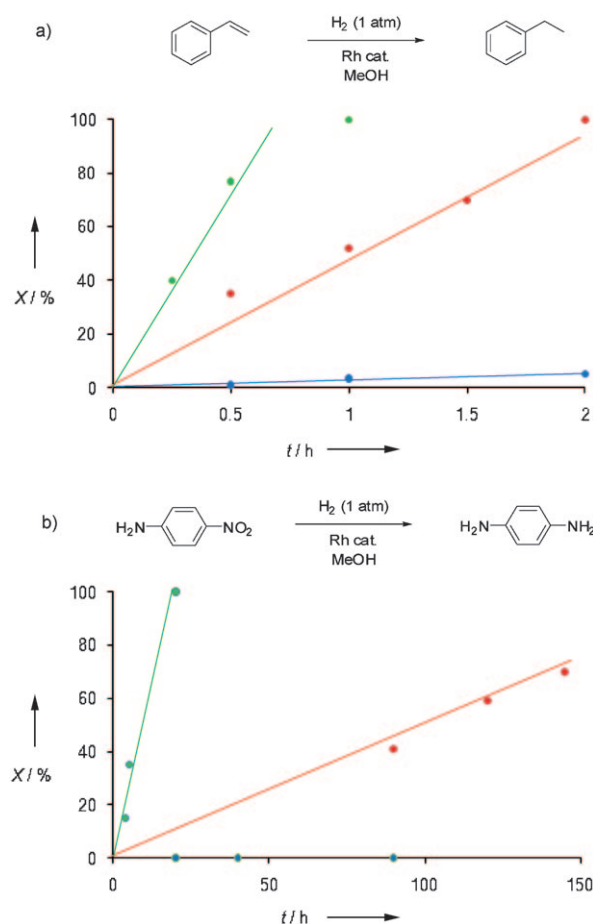 a)
H₂ (1 atm)
Rh cat.
MeOH
100
80
60
40
20
0
X / %
0 0.5 1 1.5 2
t / h
b)
H₂N NO₂
H₂ (1 atm)
Rh cat.
MeOH
H₂N NH₂
100
80
60
40
20
0
X / %
0 50 100 150
t / h